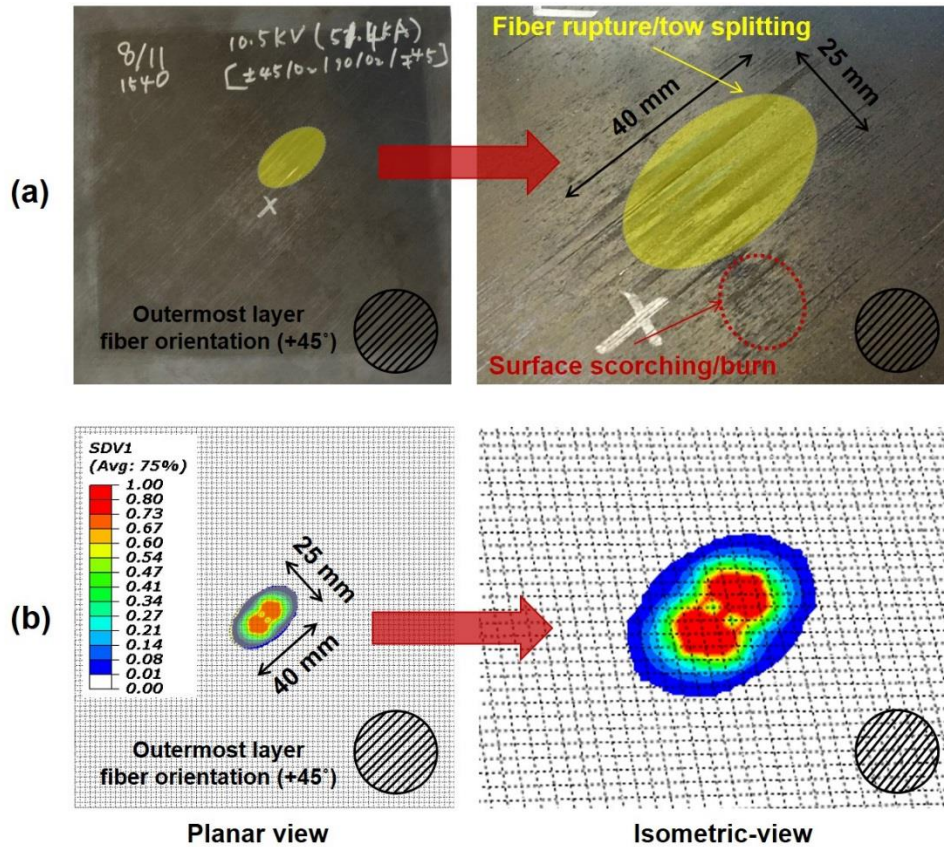 (a)
8/11
1540
10.5KV (51.4kA)
[±45/02/90/02/∓45]
X
Outermost layer
fiber orientation (+45˚)
Fiber rupture/tow splitting
40 mm
25 mm
X
Surface scorching/burn
(b)
SDV1
(Avg: 75%)
1.00
0.80
0.73
0.67
0.60
0.54
0.47
0.41
0.34
0.27
0.21
0.14
0.08
0.01
0.00
25 mm
40 mm
Outermost layer
fiber orientation (+45˚)
Planar view
Isometric-view